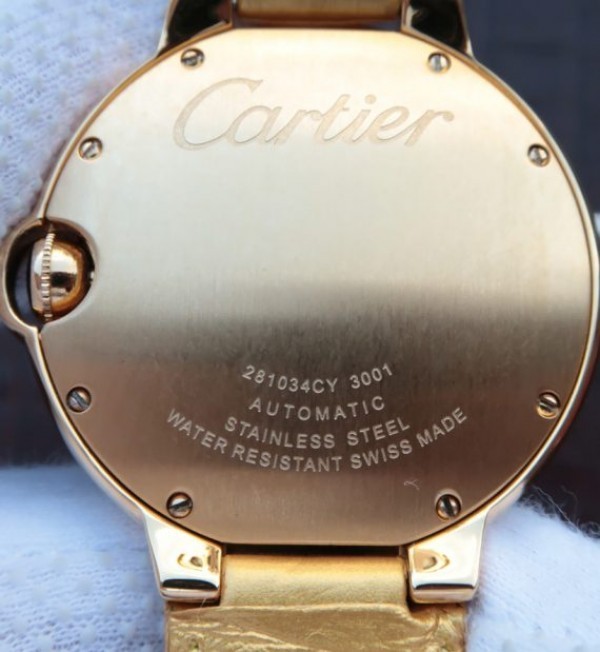 Cartier
281034CY 3001
AUTOMATIC
STAINLESS STEEL
WATER RESISTANT SWISS MADE